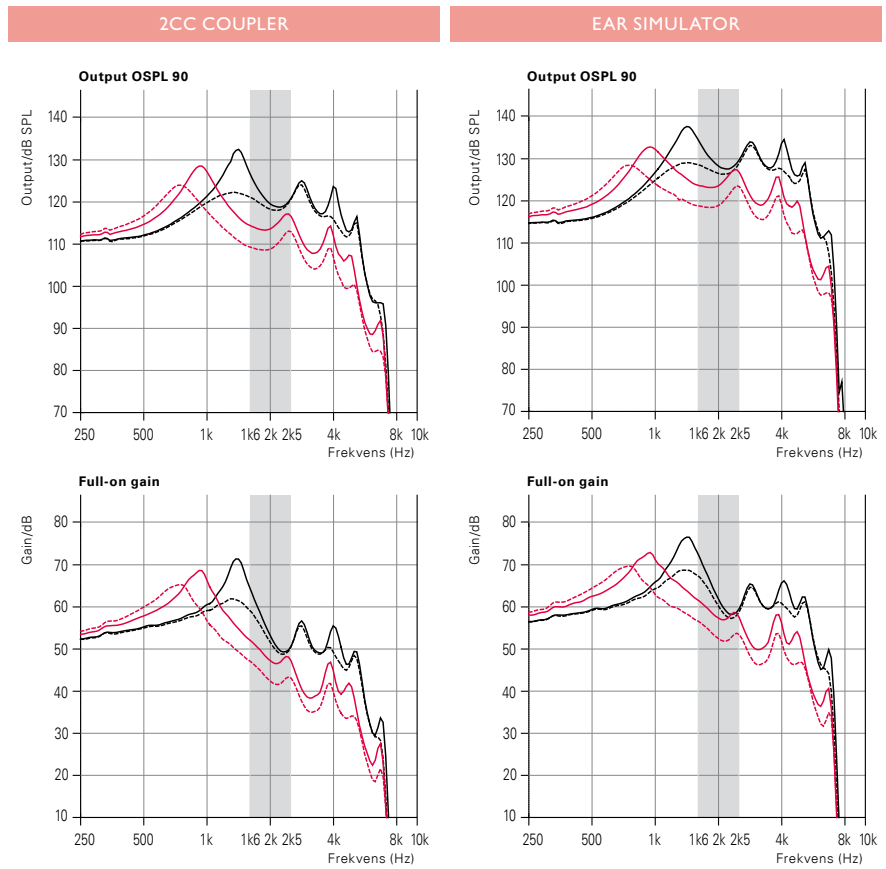 2CC COUPLER
EAR SIMULATOR
Output OSPL 90
Output/dB SPL
140
130
120
110
100
90
80
70
250 500 1k 1k6 2k 2k5 4k 8k 10k
Frekvens (Hz)
Output OSPL 90
Output/dB SPL
140
130
120
110
100
90
80
70
250 500 1k 1k6 2k 2k5 4k 8k 10k
Frekvens (Hz)
Full-on gain
Gain/dB
80
70
60
50
40
30
20
10
250 500 1k 1k6 2k 2k5 4k 8k 10k
Frekvens (Hz)
Full-on gain
Gain/dB
80
70
60
50
40
30
20
10
250 500 1k 1k6 2k 2k5 4k 8k 10k
Frekvens (Hz)